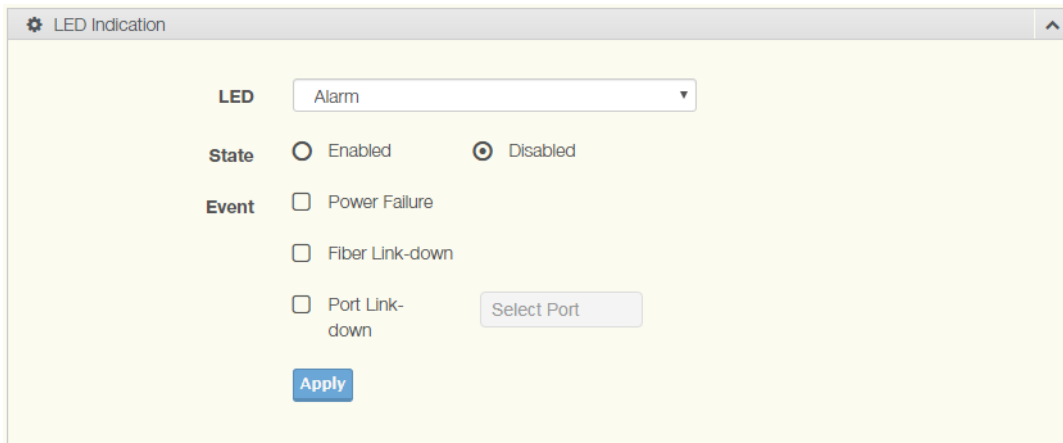 LED Indication
LED Alarm
State Enabled Disabled
Event Power Failure
Fiber Link-down
Port Link- Select Port
down
Apply